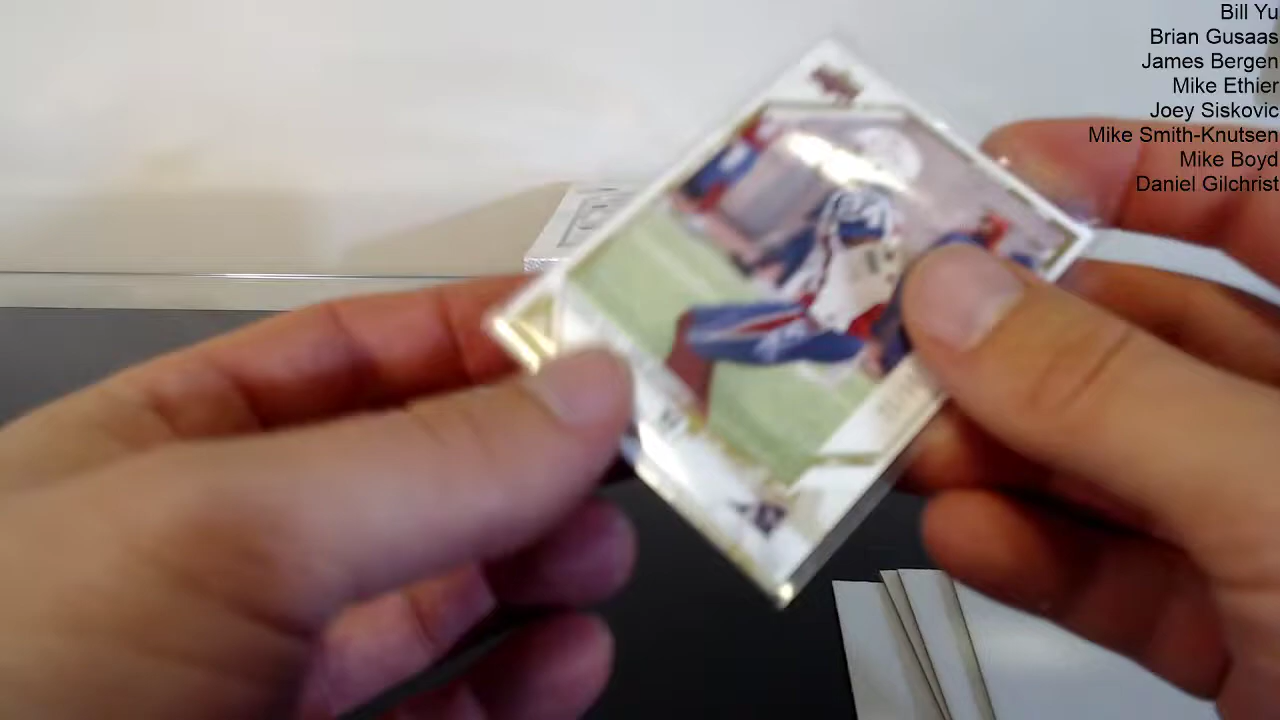 Bill Yu
Brian Gusaas
James Bergen
Mike Ethier
Joey Siskovic
Mike Smith-Knutsen
Mike Boyd
Daniel Gilchrist